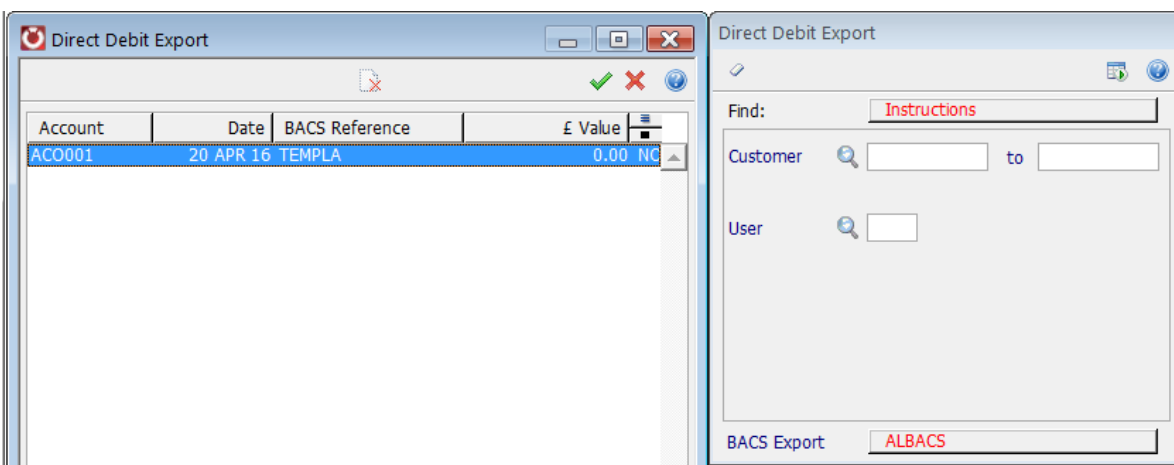 Direct Debit Export
Account Date BACS Reference £ Value
ACO001 20 APR 16 TEMPLA 0.00
Direct Debit Export
Find: Instructions
Customer to
User
BACS Export ALBACS